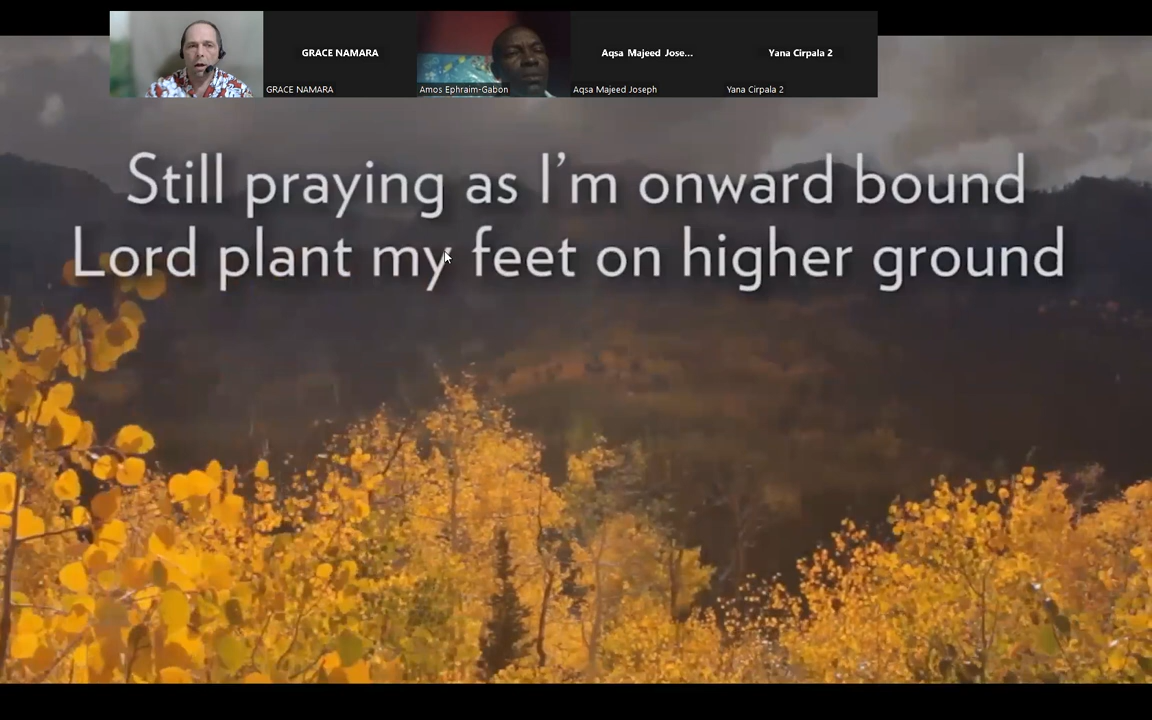 GRACE NAMARA
Aqsa Majeed Jose...
Yana Cirpala 2
GRACE NAMARA
Amos Ephraim-Gabon
Aqsa Majeed Joseph
Yana Cirpala 2
Still praying as I'm onward bound
Lord plant my feet on higher ground